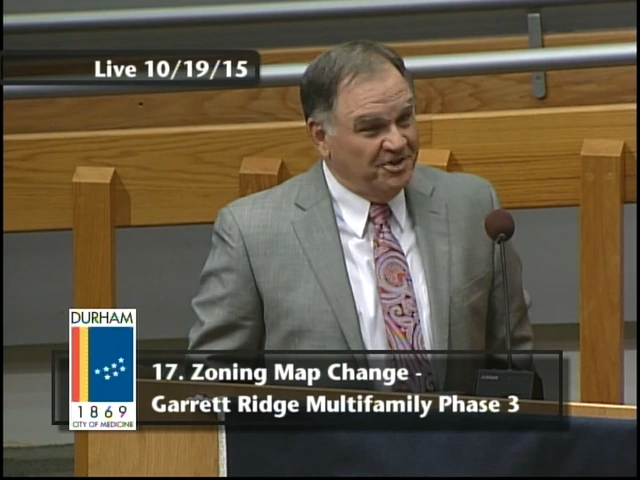 Live 10/19/15
DURHAM
1869
CITY OF MEDICINE
17. Zoning Map Change -
Garrett Ridge Multifamily Phase 3